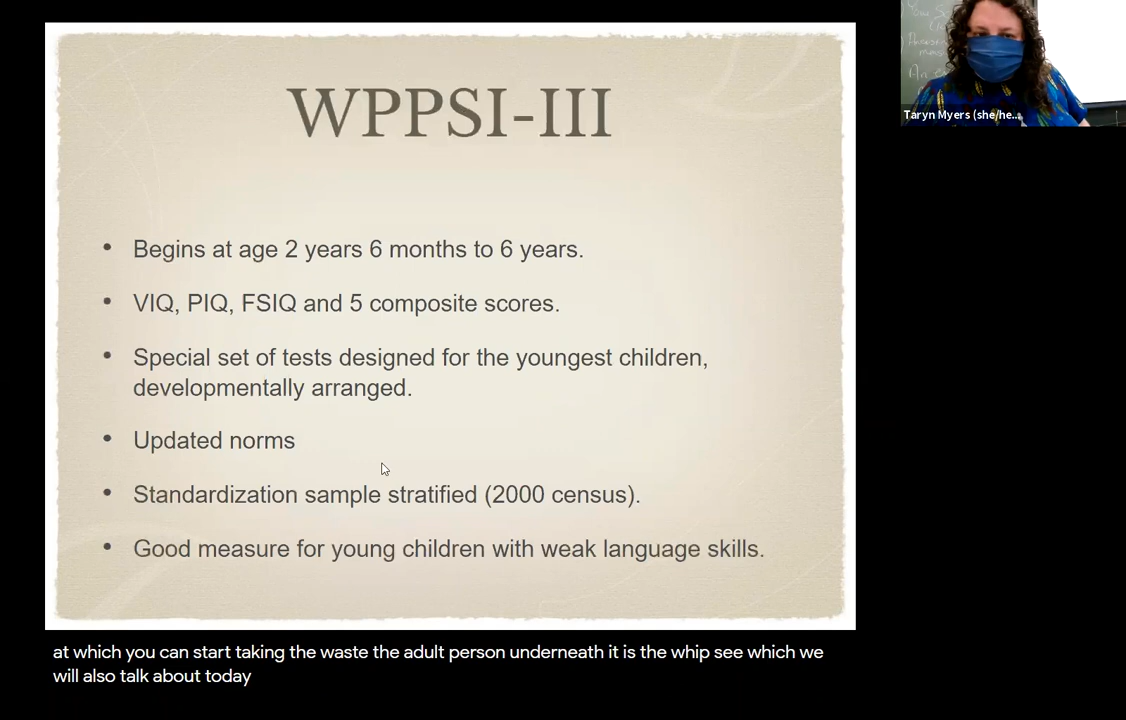 WPPSI-III
• Begins at age 2 years 6 months to 6 years.
• VIQ, PIQ, FSIQ and 5 composite scores.
• Special set of tests designed for the youngest children,
developmentally arranged.
• Updated norms
• Standardization sample stratified (2000 census).
• Good measure for young children with weak language skills.
Taryn Myers (she/he...
at which you can start taking the waste the adult person underneath it is the whip see which we
will also talk about today